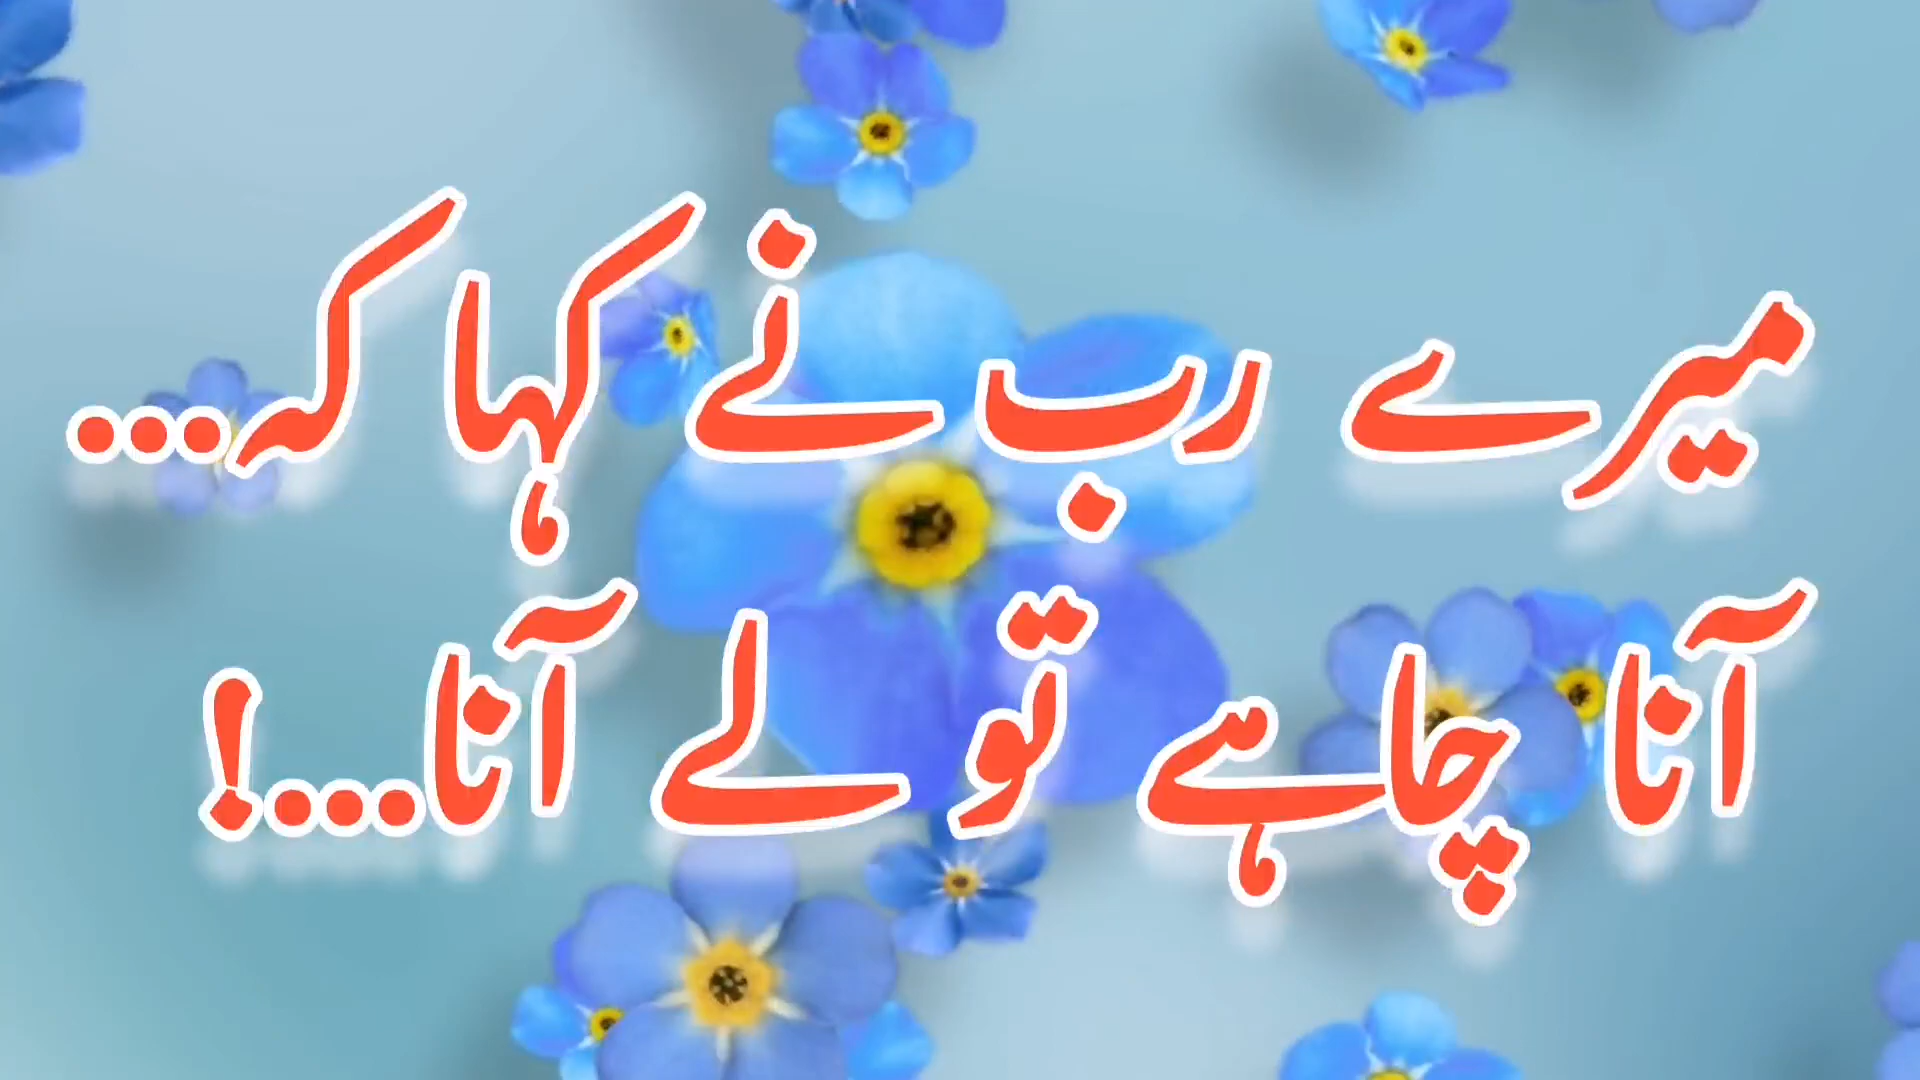 میرے رب نے کہا کہ...
آنا چاہے تو لے آنا...!